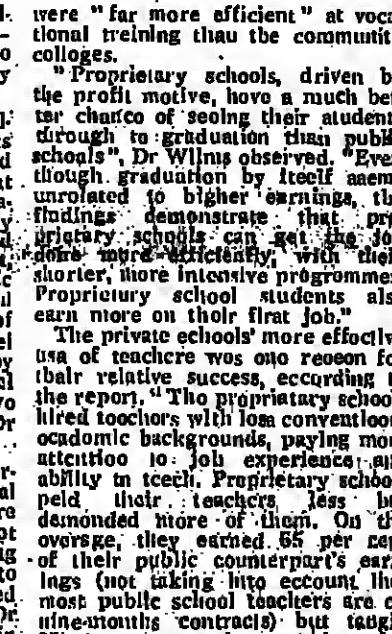 were "far more efficient" at voca
tional training than the communit
colleges.
"Proprietary schools, driven b
the profit motive, have a much bet
ter chance of seeing their student
through to graduation than publi
schools", Dr Wilms observed. "Eve
though graduation by itself seem
unrelated to higher earnings, th
findings demonstrate that pro
prietary schools can get the jo
done more efficiently, with thei
shorter, more intensive programme
Proprietary school students als
earn more on their first job."
The private schools' more effectiv
use of teachers was one reason fo
their relative success, according t
the report. "The proprietary school
hired teachers with less convention
academic backgrounds, paying mor
attention to job experience an
ability to teach. Proprietary schoo
paid their teachers less bu
demanded more of them. On th
average, they earned 65 per cen
of their public counterpart's earn
ings (not taking into account tha
most public school teachers are o
nine-months contracts) but taugh